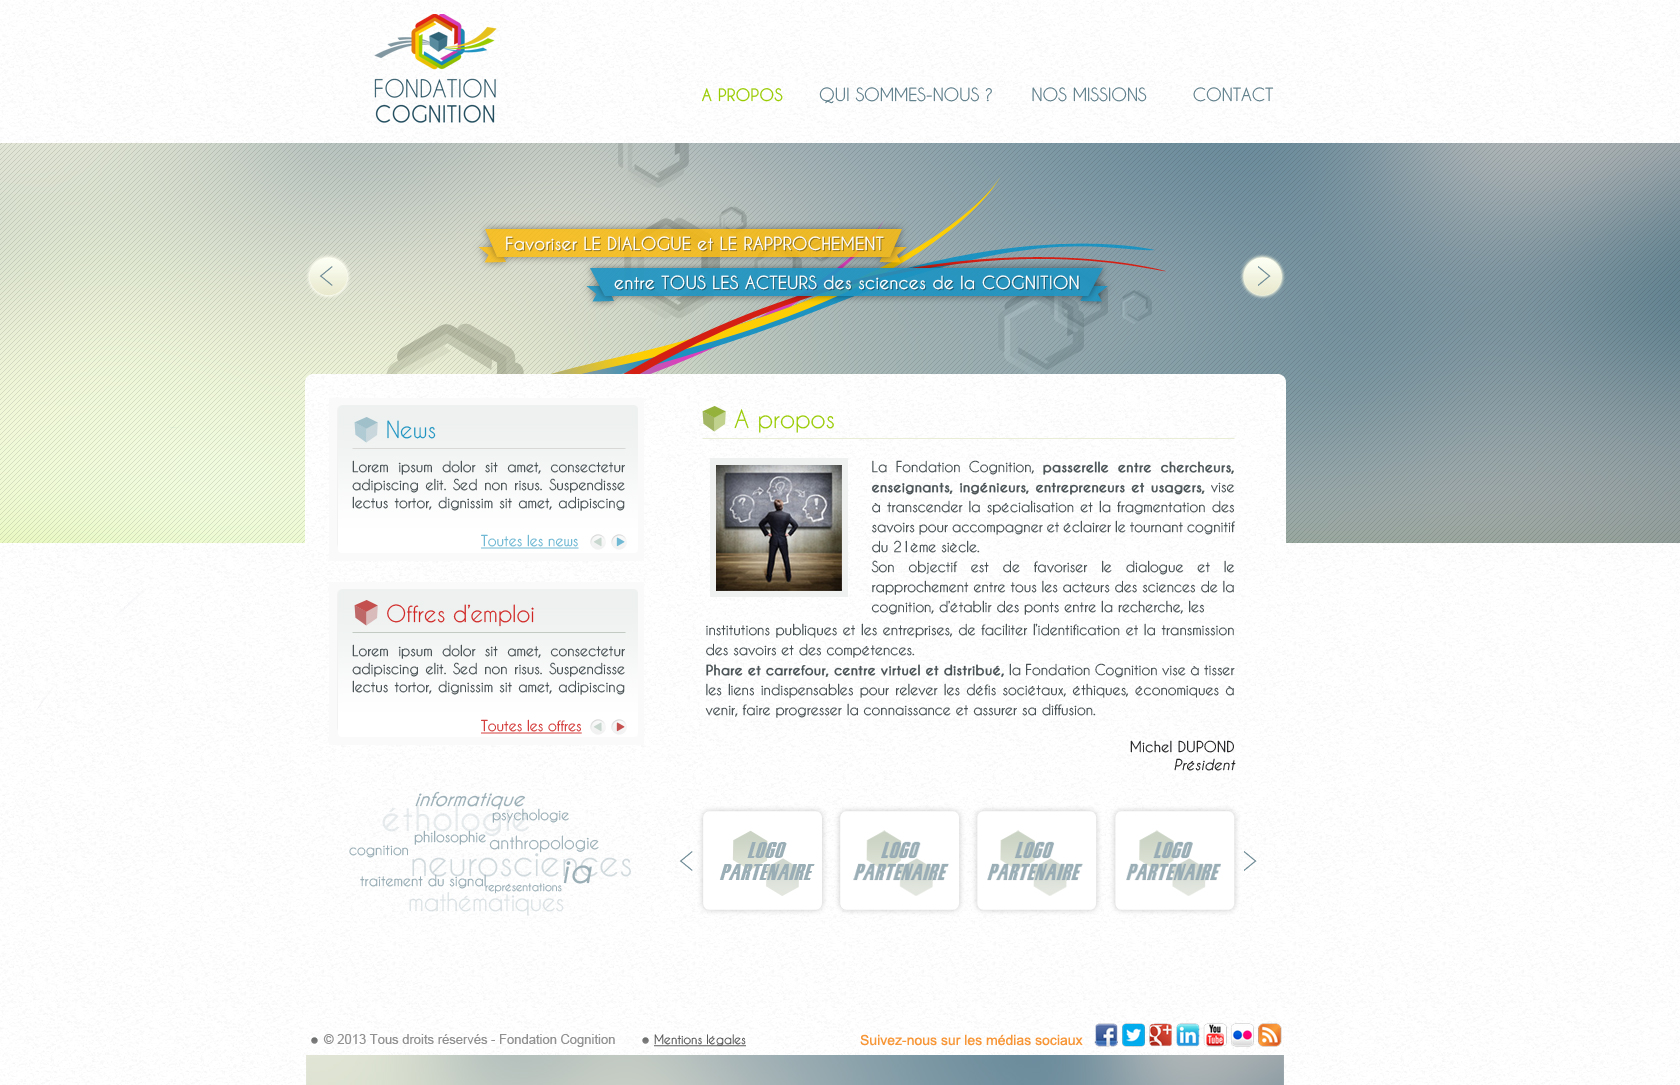 FONDATION
COGNITION
A PROPOS
QUI SOMMES-NOUS ?
NOS MISSIONS
CONTACT
Favoriser LE DIALOGUE et LE RAPPROCHEMENT
entre TOUS LES ACTEURS des sciences de la COGNITION
News
Lorem ipsum dolor sit amet, consectetur
adipiscing elit. Sed non risus. Suspendisse
lectus tortor, dignissim sit amet, adipiscing
Toutes les news
Offres d'emploi
Lorem ipsum dolor sit amet, consectetur
adipiscing elit. Sed non risus. Suspendisse
lectus tortor, dignissim sit amet, adipiscing
Toutes les offres
informatique
éthologie
psychologie
philosophie
anthropologie
cognition
neurosciences
ia
traitement du signal
représentations
mathématiques
A propos
La Fondation Cognition, passerelle entre chercheurs,
enseignants, ingénieurs, entrepreneurs et usagers, vise
à transcender la spécialisation et la fragmentation des
savoirs pour accompagner et éclairer le tournant cognitif
du 21ème siècle.
Son objectif est de favoriser le dialogue et le
rapprochement entre tous les acteurs des sciences de la
cognition, d'établir des ponts entre la recherche, les
institutions publiques et les entreprises, de faciliter l'identification et la transmission
des savoirs et des compétences.
Phare et carrefour, centre virtuel et distribué, la Fondation Cognition vise à tisser
les liens indispensables pour relever les défis sociétaux, éthiques, économiques à
venir, faire progresser la connaissance et assurer sa diffusion.
Michel DUPOND
Président
LOGO
PARTENAIRE
LOGO
PARTENAIRE
LOGO
PARTENAIRE
LOGO
PARTENAIRE
© 2013 Tous droits réservés - Fondation Cognition
Mentions légales
Suivez-nous sur les médias sociaux
You
Tube